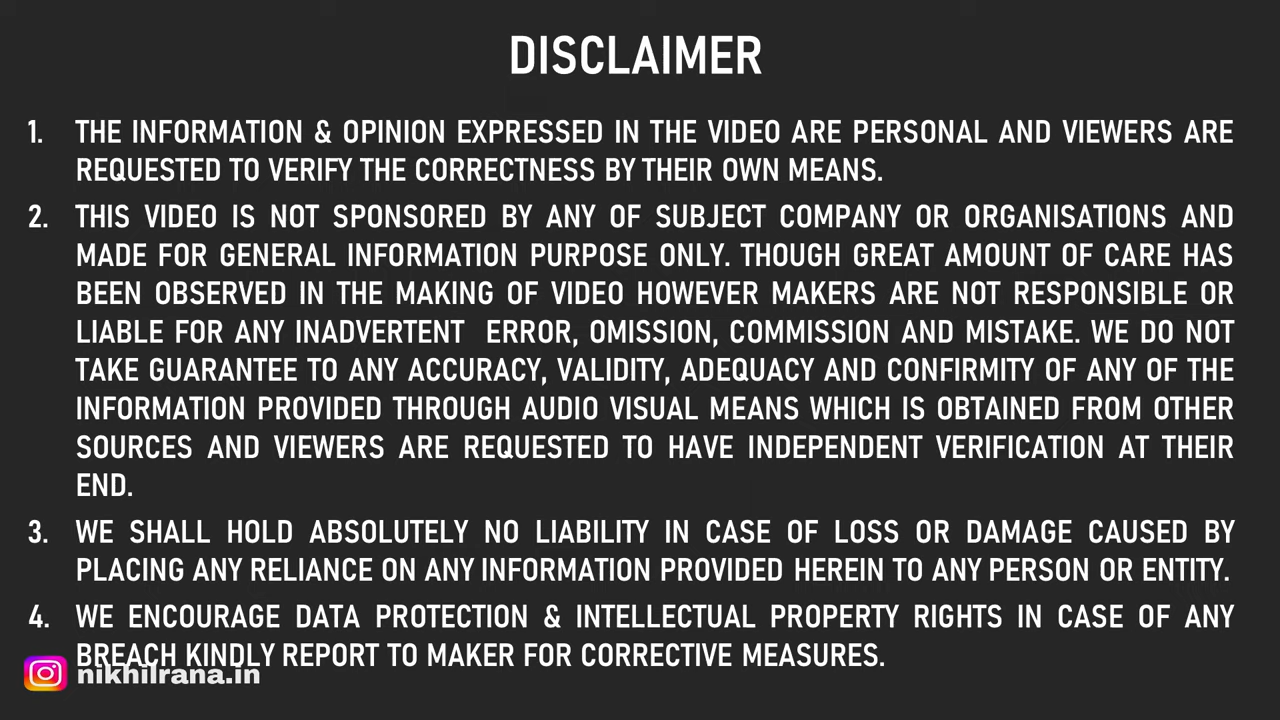 DISCLAIMER
1. THE INFORMATION & OPINION EXPRESSED IN THE VIDEO ARE PERSONAL AND VIEWERS ARE
REQUESTED TO VERIFY THE CORRECTNESS BY THEIR OWN MEANS.
2. THIS VIDEO IS NOT SPONSORED BY ANY OF SUBJECT COMPANY OR ORGANISATIONS AND
MADE FOR GENERAL INFORMATION PURPOSE ONLY. THOUGH GREAT AMOUNT OF CARE HAS
BEEN OBSERVED IN THE MAKING OF VIDEO HOWEVER MAKERS ARE NOT RESPONSIBLE OR
LIABLE FOR ANY INADVERTENT ERROR, OMISSION, COMMISSION AND MISTAKE. WE DO NOT
TAKE GUARANTEE TO ANY ACCURACY, VALIDITY, ADEQUACY AND CONFIRMITY OF ANY OF THE
INFORMATION PROVIDED THROUGH AUDIO VISUAL MEANS WHICH IS OBTAINED FROM OTHER
SOURCES AND VIEWERS ARE REQUESTED TO HAVE INDEPENDENT VERIFICATION AT THEIR
END.
3. WE SHALL HOLD ABSOLUTELY NO LIABILITY IN CASE OF LOSS OR DAMAGE CAUSED BY
PLACING ANY RELIANCE ON ANY INFORMATION PROVIDED HEREIN TO ANY PERSON OR ENTITY.
4. WE ENCOURAGE DATA PROTECTION & INTELLECTUAL PROPERTY RIGHTS IN CASE OF ANY
BREACH KINDLY REPORT TO MAKER FOR CORRECTIVE MEASURES.
nikhilrana.in